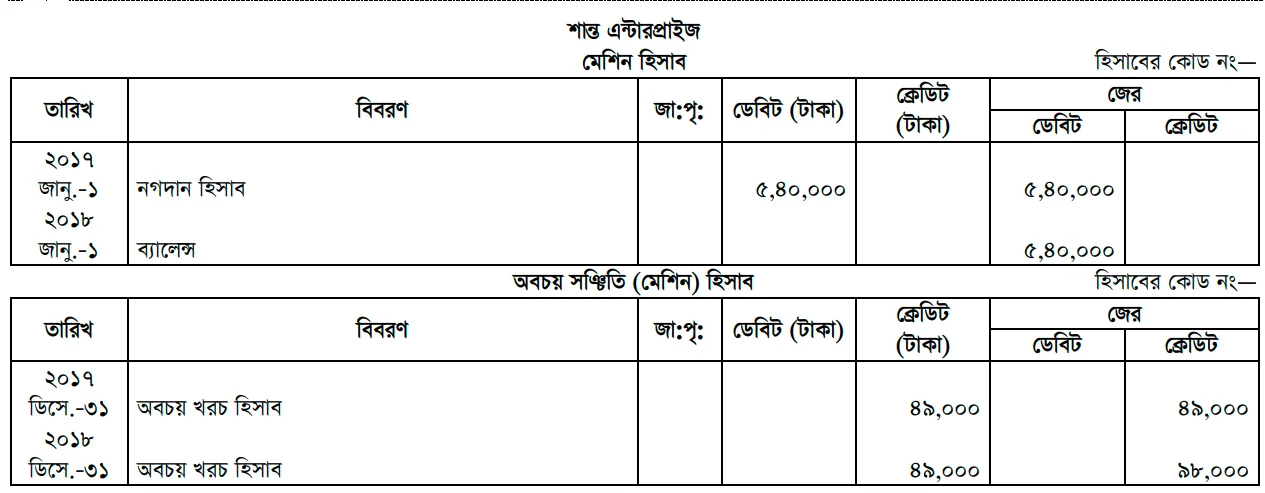 শান্ত এন্টারপ্রাইজ
মেশিন হিসাব হিসাবের কোড নং—
তারিখ বিবরণ জা:পৃ: ডেবিট (টাকা) ক্রেডিট (টাকা) জের
ডেবিট ক্রেডিট
২০১৭
জানু.-১ নগদান হিসাব ৫,৪০,০০০ ৫,৪০,০০০
২০১৮
জানু.-১ ব্যালেন্স ৫,৪০,০০০
অবচয় সঞ্চিতি (মেশিন) হিসাব হিসাবের কোড নং—
তারিখ বিবরণ জা:পৃ: ডেবিট (টাকা) ক্রেডিট (টাকা) জের
ডেবিট ক্রেডিট
২০১৭
ডিসে.-৩১ অবচয় খরচ হিসাব ৪৯,০০০ ৪৯,০০০
২০১৮
ডিসে.-৩১ অবচয় খরচ হিসাব ৪৯,০০০ ৯৮,০০০